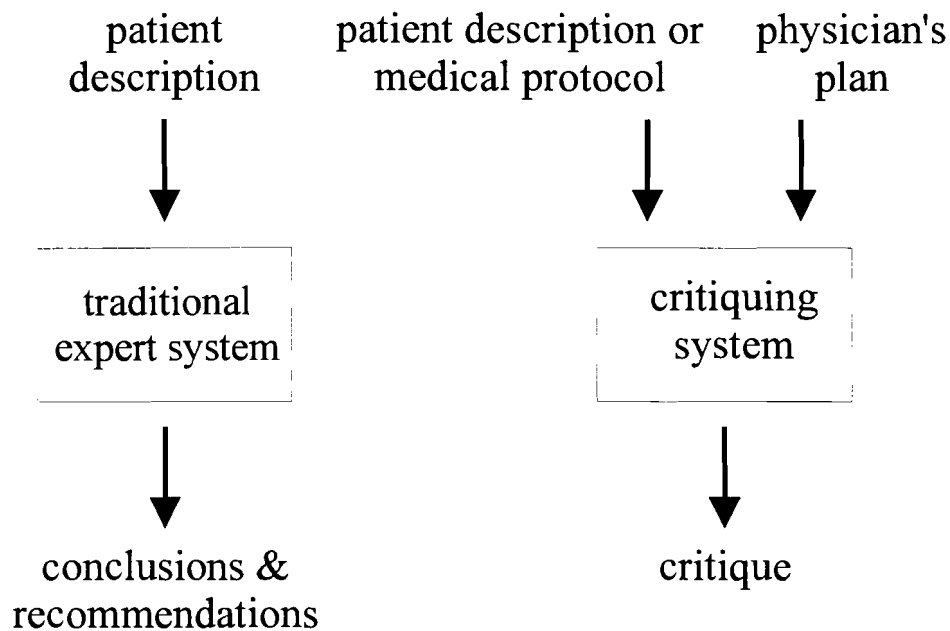 patient
description
patient description or
medical protocol
physician's
plan
traditional
expert system
critiquing
system
conclusions &
recommendations
critique